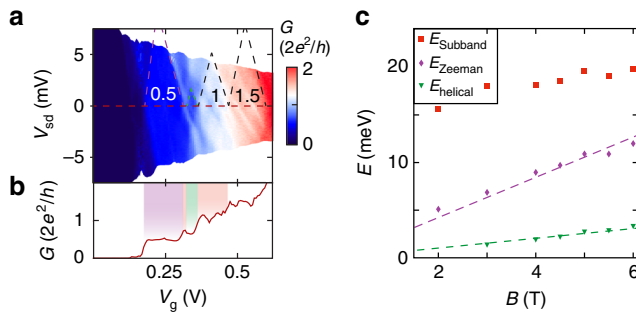 a
G
(2e²/h)
5
0
−5
V_sd (mV)
0.5
1
1.5
2
1
0
b
G (2e²/h)
1
0
0.25
0.5
V_g (V)
c
E_Subband
E_Zeeman
E_helical
20
10
0
E (meV)
2
4
6
B (T)